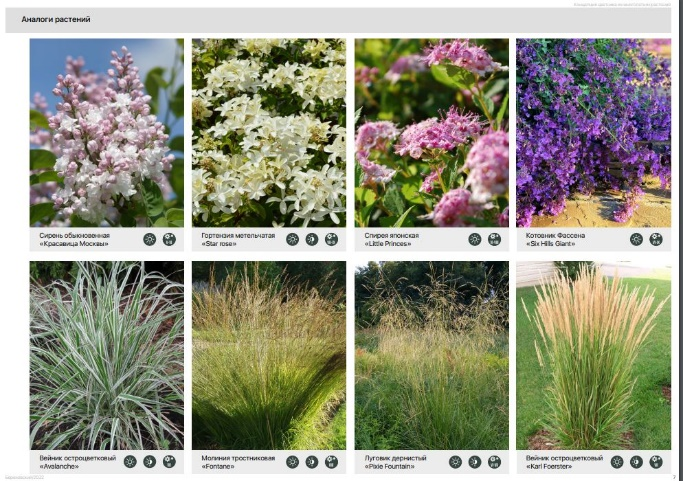 Аналоги растений
Сирень обыкновенная
«Красавица Москвы»
Гортензия метельчатая
«Star rose»
Спирея японская
«Little Princes»
Котовник Фассена
«Six Hills Giant»
Вейник остроцветковый
«Avalanche»
Молиния тростниковая
«Fontane»
Луговик дернистый
«Pixie Fountain»
Вейник остроцветковый
«Karl Foerster»